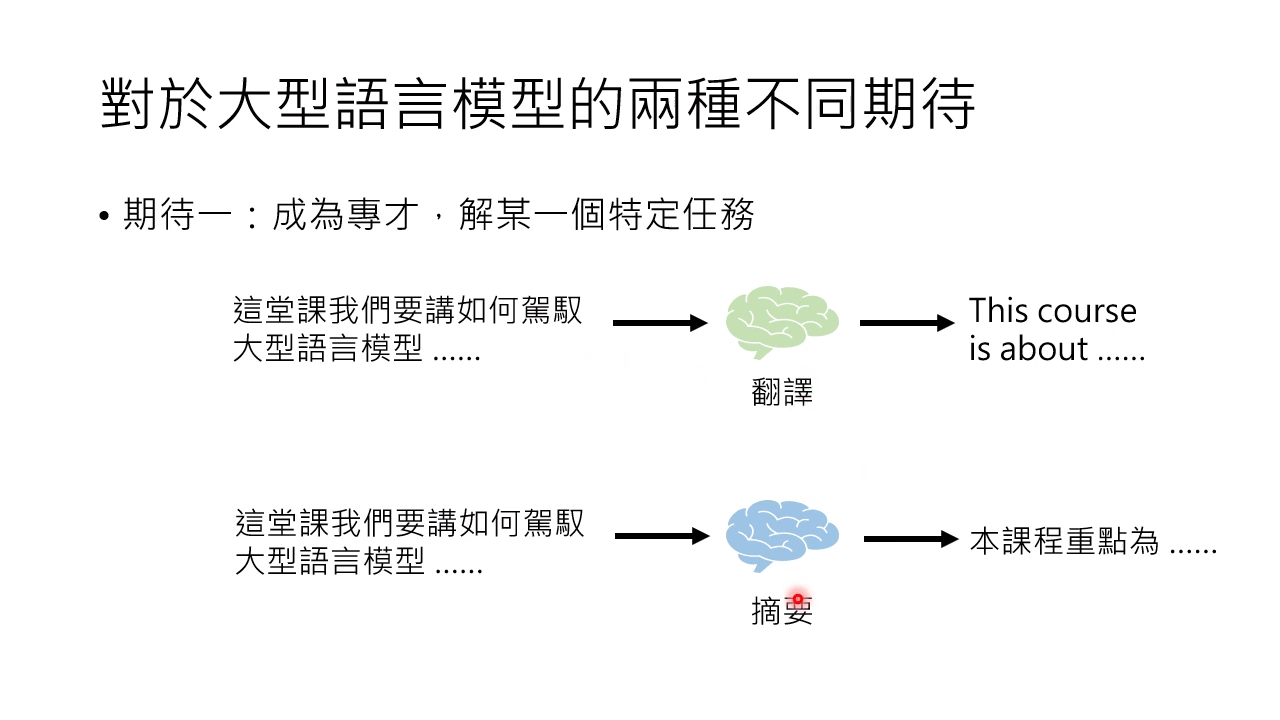 對於大型語言模型的兩種不同期待
• 期待一：成為專才，解某一個特定任務
這堂課我們要講如何駕馭
大型語言模型 ......
This course
is about ......
翻譯
這堂課我們要講如何駕馭
大型語言模型 ......
本課程重點為 ......
摘要